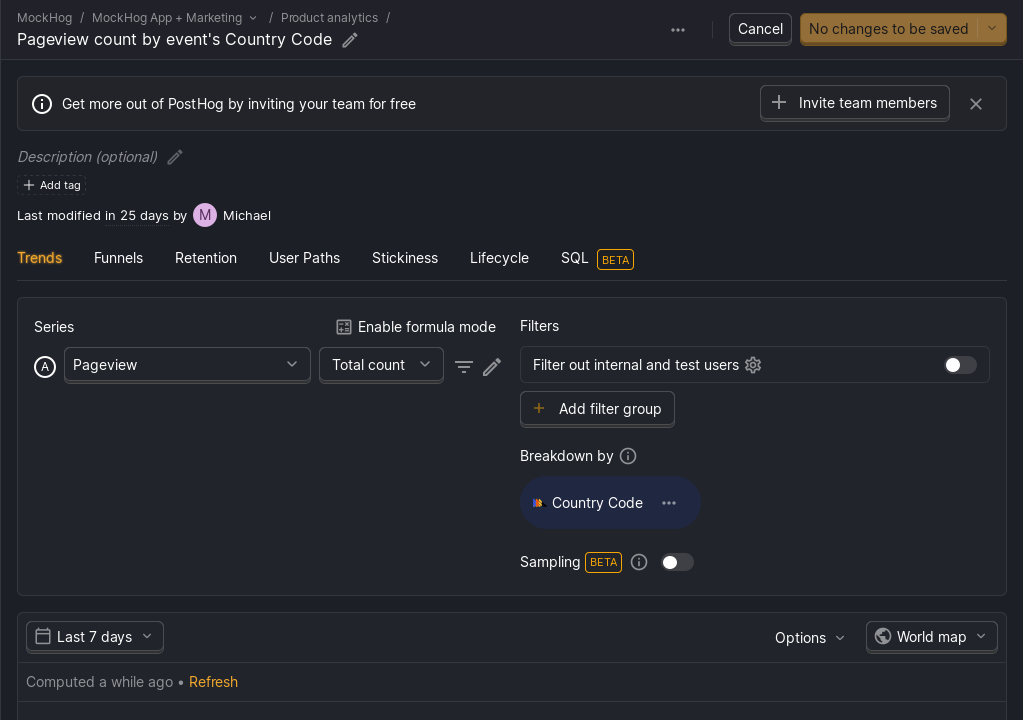 MockHog / MockHog App + Marketing / Product analytics /
Pageview count by event's Country Code
Cancel
No changes to be saved
Get more out of PostHog by inviting your team for free
Invite team members
Description (optional)
Add tag
Last modified in 25 days by M Michael
Trends Funnels Retention User Paths Stickiness Lifecycle SQL BETA
Series
Enable formula mode
A Pageview Total count
Filters
Filter out internal and test users
Add filter group
Breakdown by
Country Code
Sampling BETA
Last 7 days
Options
World map
Computed a while ago • Refresh